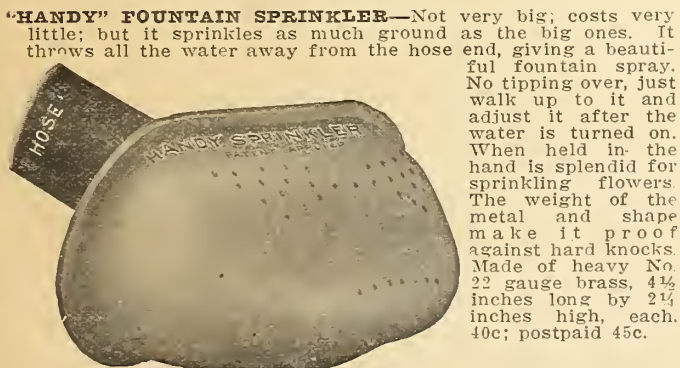 "HANDY" FOUNTAIN SPRINKLER—Not very big; costs very
little; but it sprinkles as much ground as the big ones. It
throws all the water away from the hose end, giving a beauti-
ful fountain spray.
No tipping over, just
walk up to it and
adjust it after the
water is turned on.
When held in- the
hand is splendid for
sprinkling flowers.
The weight of the
metal and shape
make it proof
against hard knocks.
Made of heavy No.
22 gauge brass, 4½
inches long by 2¼
inches high, each,
40c; postpaid 45c.
HOSE
HANDY SPRINKLER
PATENT APPLIED